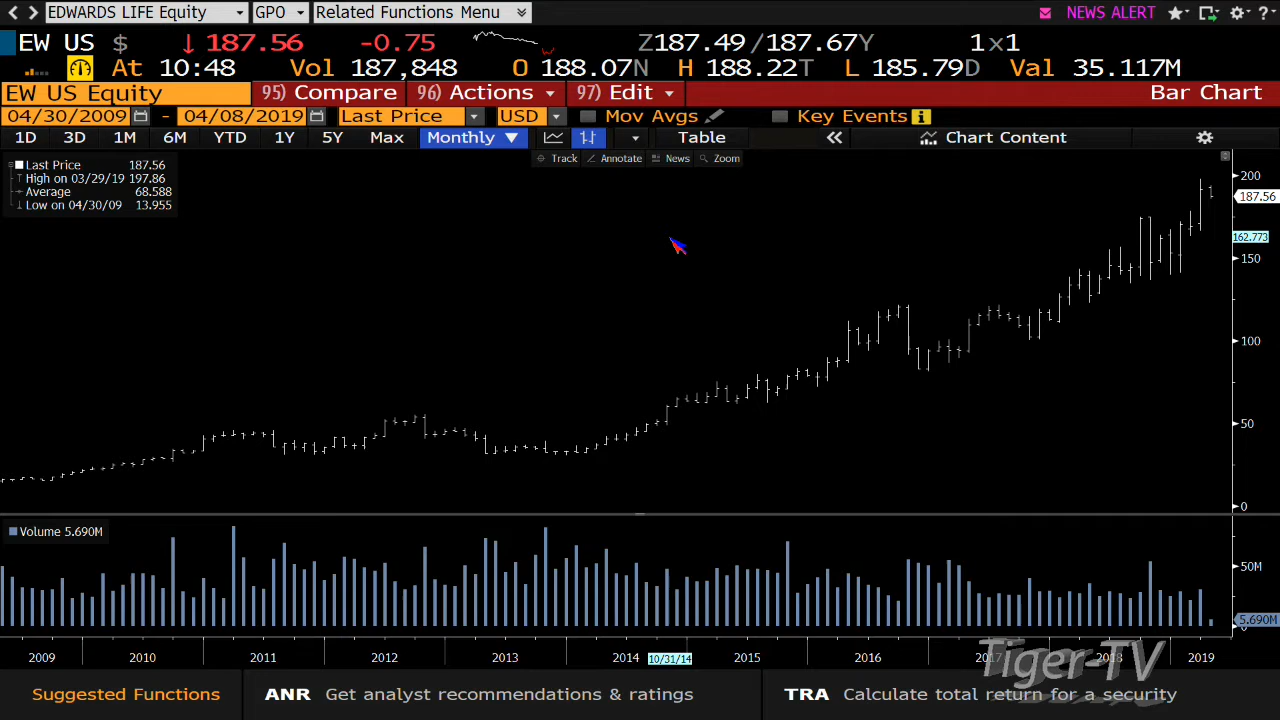 EDWARDS LIFE Equity GPO Related Functions Menu NEWS ALERT ?
EW US $ ↓ 187.56 -0.75 Z187.49/187.67Y 1x1
At 10:48 Vol 187,848 O 188.07N H 188.22T L 185.79D Val 35.117M
EW US Equity 95) Compare 96) Actions 97) Edit Bar Chart
04/30/2009 - 04/08/2019 Last Price USD Mov Avgs Key Events i
1D 3D 1M 6M YTD 1Y 5Y Max Monthly ▼ Table « Chart Content
Track Annotate News Zoom
Last Price 187.56
High on 03/29/19 197.86
Average 68.588
Low on 04/30/09 13.955
200
187.56
162.773
150
100
50
0
Volume 5.690M
50M
5.690M
0
2009 2010 2011 2012 2013 2014 10/31/14 2015 2016 2017 2018 2019
Tiger-TV
Suggested Functions ANR Get analyst recommendations & ratings TRA Calculate total return for a security